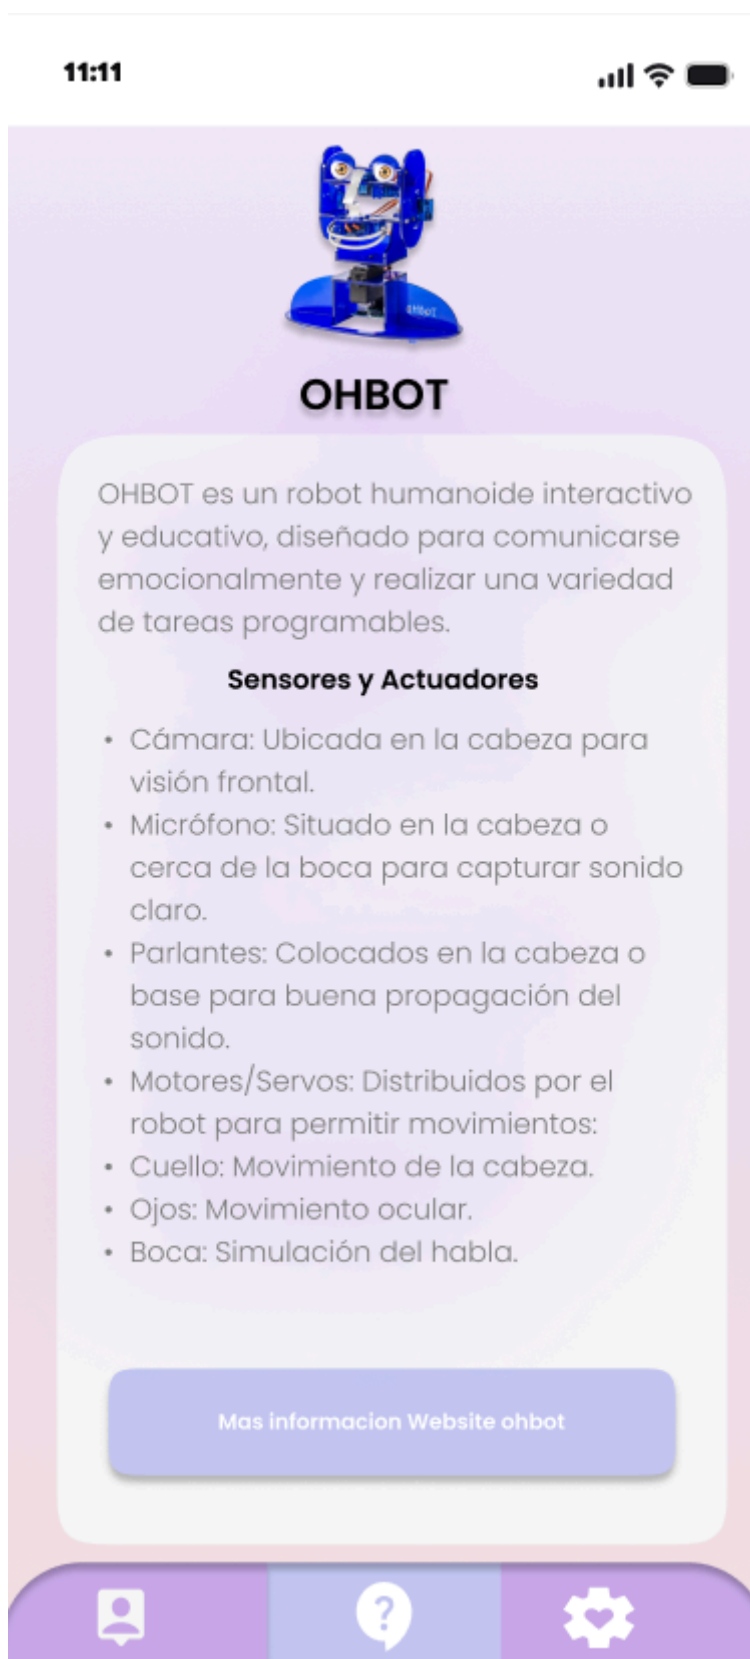 11:11
OHBOT
OHBOT
OHBOT es un robot humanoide interactivo
y educativo, diseñado para comunicarse
emocionalmente y realizar una variedad
de tareas programables.
Sensores y Actuadores
• Cámara: Ubicada en la cabeza para
visión frontal.
• Micrófono: Situado en la cabeza o
cerca de la boca para capturar sonido
claro.
• Parlantes: Colocados en la cabeza o
base para buena propagación del
sonido.
• Motores/Servos: Distribuidos por el
robot para permitir movimientos:
• Cuello: Movimiento de la cabeza.
• Ojos: Movimiento ocular.
• Boca: Simulación del habla.
Mas informacion Website ohbot
?